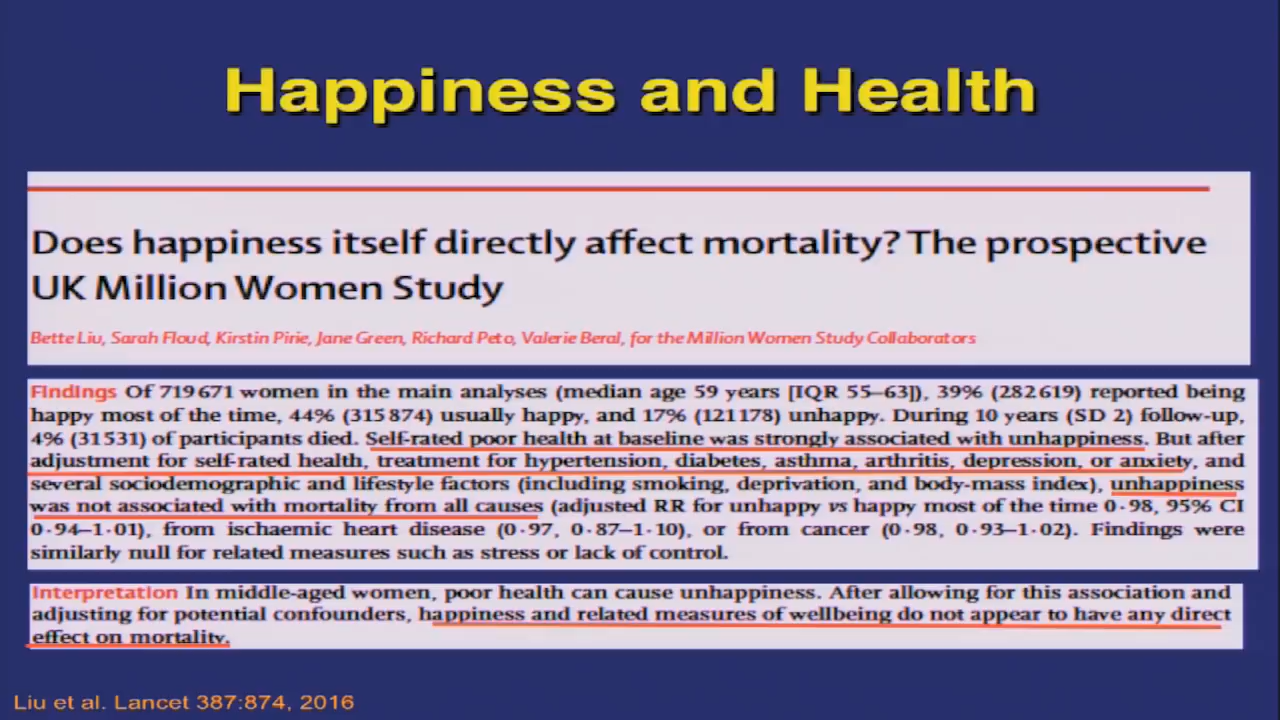 Happiness and Health
Does happiness itself directly affect mortality? The prospective
UK Million Women Study
Bette Liu, Sarah Floud, Kirstin Pirie, Jane Green, Richard Peto, Valerie Beral, for the Million Women Study Collaborators
Findings Of 719 671 women in the main analyses (median age 59 years [IQR 55–63]), 39% (282 619) reported being
happy most of the time, 44% (315 874) usually happy, and 17% (121 178) unhappy. During 10 years (SD 2) follow-up,
4% (31 531) of participants died. Self-rated poor health at baseline was strongly associated with unhappiness. But after
adjustment for self-rated health, treatment for hypertension, diabetes, asthma, arthritis, depression, or anxiety, and
several sociodemographic and lifestyle factors (including smoking, deprivation, and body-mass index), unhappiness
was not associated with mortality from all causes (adjusted RR for unhappy vs happy most of the time 0·98, 95% CI
0·94–1·01), from ischaemic heart disease (0·97, 0·87–1·10), or from cancer (0·98, 0·93–1·02). Findings were
similarly null for related measures such as stress or lack of control.
Interpretation In middle-aged women, poor health can cause unhappiness. After allowing for this association and
adjusting for potential confounders, happiness and related measures of wellbeing do not appear to have any direct
effect on mortality.
Liu et al. Lancet 387:874, 2016